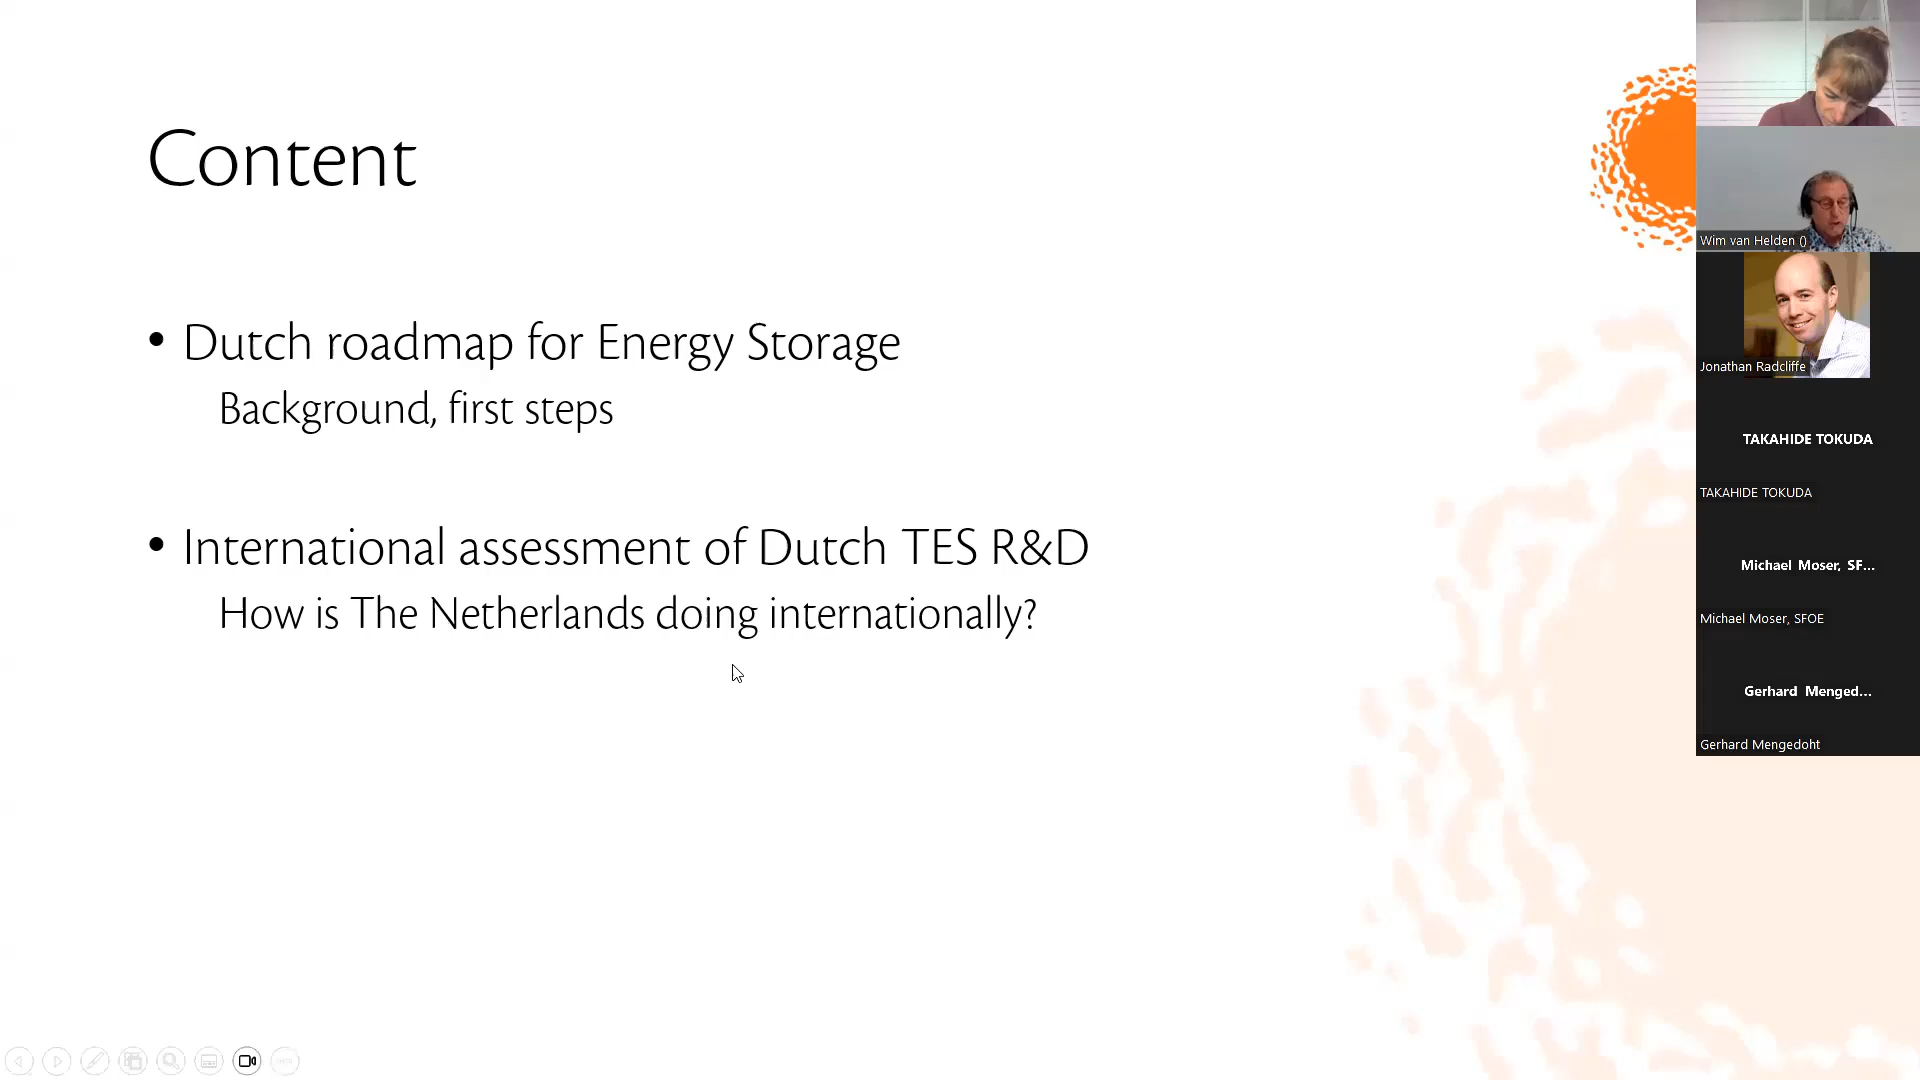 Content
• Dutch roadmap for Energy Storage
Background, first steps
• International assessment of Dutch TES R&D
How is The Netherlands doing internationally?
Wim van Helden ()
Jonathan Radcliffe
TAKAHIDE TOKUDA
TAKAHIDE TOKUDA
Michael Moser, SF...
Michael Moser, SFOE
Gerhard Menged...
Gerhard Mengedoht